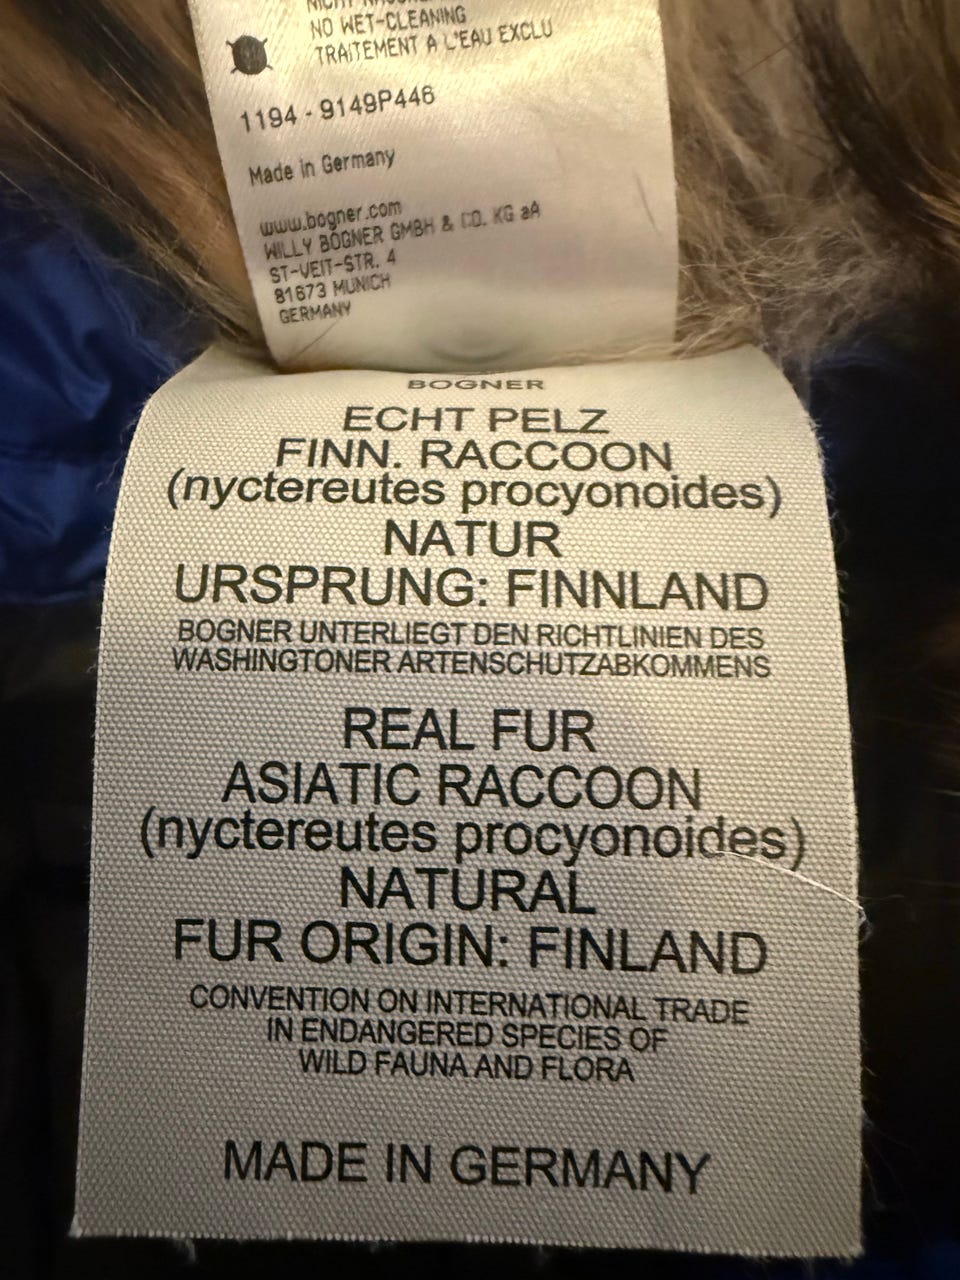 NO WET-CLEANING
TRAITEMENT A L'EAU EXCLU
1194 - 9149P446
Made in Germany
www.bogner.com
WILLY BOGNER GMBH & CO. KG aA
ST-VEIT-STR. 4
81673 MUNICH
GERMANY
BOGNER
ECHT PELZ
FINN. RACCOON
(nyctereutes procyonoides)
NATUR
URSPRUNG: FINNLAND
BOGNER UNTERLIEGT DEN RICHTLINIEN DES
WASHINGTONER ARTENSCHUTZABKOMMENS
REAL FUR
ASIATIC RACCOON
(nyctereutes procyonoides)
NATURAL
FUR ORIGIN: FINLAND
CONVENTION ON INTERNATIONAL TRADE
IN ENDANGERED SPECIES OF
WILD FAUNA AND FLORA
MADE IN GERMANY